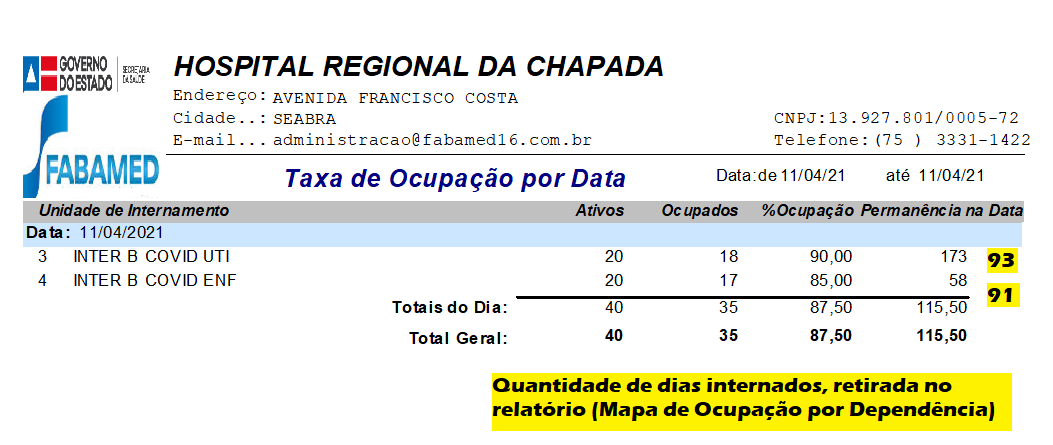 GOVERNO
DO ESTADO
SECRETARIA
DA SAÚDE
FABAMED
HOSPITAL REGIONAL DA CHAPADA
Endereço: AVENIDA FRANCISCO COSTA
Cidade..: SEABRA CNPJ:13.927.801/0005-72
E-mail... administracao@fabamed16.com.br Telefone:(75 ) 3331-1422
Taxa de Ocupação por Data Data:de 11/04/21 até 11/04/21
Unidade de Internamento Ativos Ocupados %Ocupação Permanência na Data
Data: 11/04/2021
3 INTER B COVID UTI 20 18 90,00 173 93
4 INTER B COVID ENF 20 17 85,00 58 91
Totais do Dia: 40 35 87,50 115,50
Total Geral: 40 35 87,50 115,50
Quantidade de dias internados, retirada no
relatório (Mapa de Ocupação por Dependência)